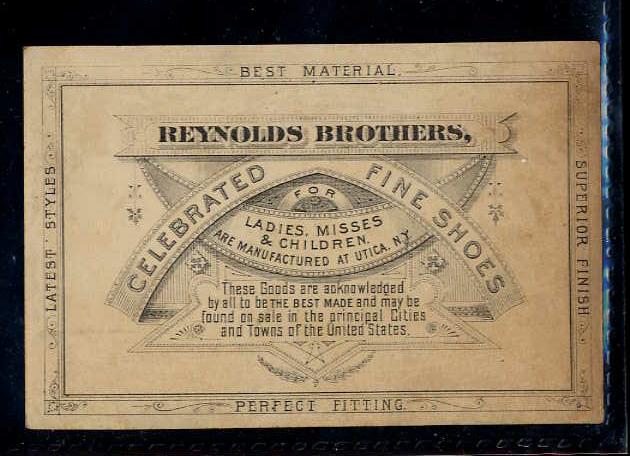 BEST MATERIAL.
LATEST STYLES
SUPERIOR FINISH
REYNOLDS BROTHERS,
CELEBRATED FINE SHOES
FOR
LADIES, MISSES
& CHILDREN.
ARE MANUFACTURED AT UTICA, N.Y.
These Goods are acknowledged
by all to be THE BEST MADE and may be
found on sale in the principal Cities
and Towns of the United States.
PERFECT FITTING.